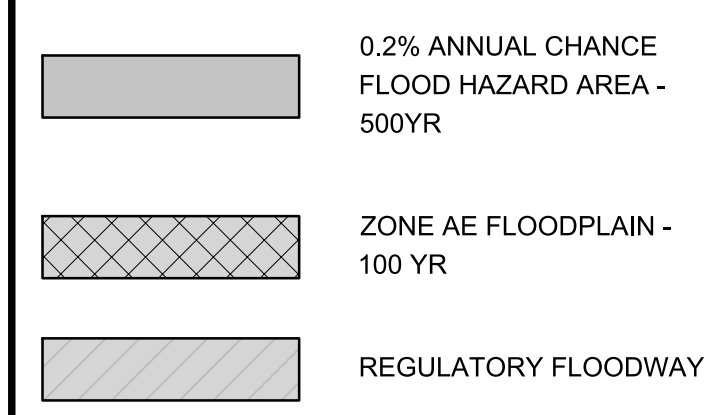 0.2% ANNUAL CHANCE
FLOOD HAZARD AREA -
500YR
ZONE AE FLOODPLAIN -
100 YR
REGULATORY FLOODWAY